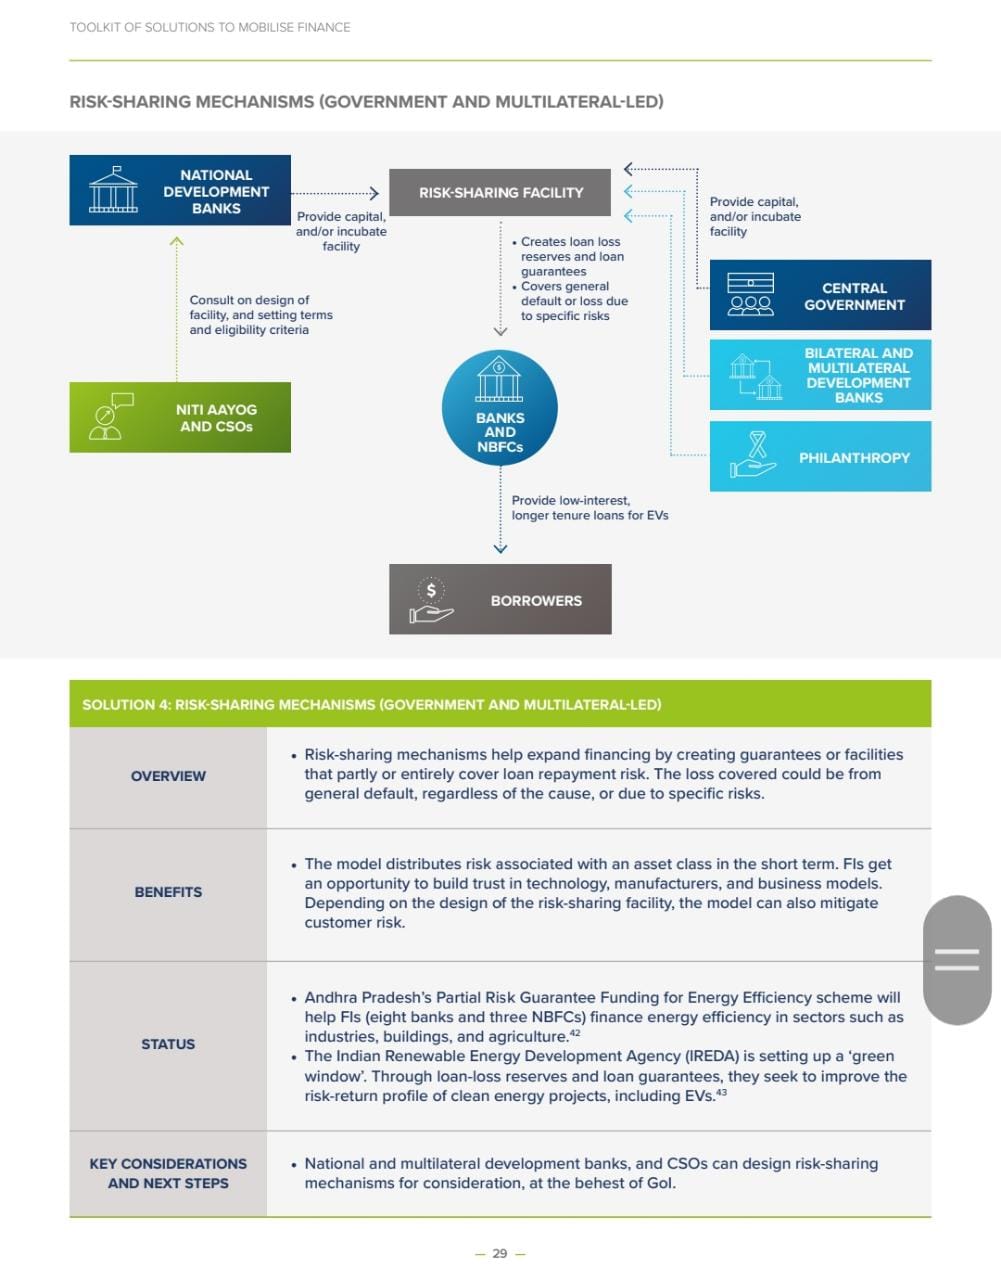 TOOLKIT OF SOLUTIONS TO MOBILISE FINANCE
RISK-SHARING MECHANISMS (GOVERNMENT AND MULTILATERAL-LED)
NATIONAL
DEVELOPMENT
BANKS
Provide capital,
and/or incubate
facility
RISK-SHARING FACILITY
Provide capital,
and/or incubate
facility
• Creates loan loss
reserves and loan
guarantees
• Covers general
default or loss due
to specific risks
Consult on design of
facility, and setting terms
and eligibility criteria
CENTRAL
GOVERNMENT
BILATERAL AND
MULTILATERAL
DEVELOPMENT
BANKS
NITI AAYOG
AND CSOs
$
BANKS
AND
NBFCs
PHILANTHROPY
Provide low-interest,
longer tenure loans for EVs
$
BORROWERS
SOLUTION 4: RISK-SHARING MECHANISMS (GOVERNMENT AND MULTILATERAL-LED)
OVERVIEW
• Risk-sharing mechanisms help expand financing by creating guarantees or facilities
that partly or entirely cover loan repayment risk. The loss covered could be from
general default, regardless of the cause, or due to specific risks.
BENEFITS
• The model distributes risk associated with an asset class in the short term. FIs get
an opportunity to build trust in technology, manufacturers, and business models.
Depending on the design of the risk-sharing facility, the model can also mitigate
customer risk.
STATUS
• Andhra Pradesh's Partial Risk Guarantee Funding for Energy Efficiency scheme will
help FIs (eight banks and three NBFCs) finance energy efficiency in sectors such as
industries, buildings, and agriculture.⁴²
• The Indian Renewable Energy Development Agency (IREDA) is setting up a 'green
window'. Through loan-loss reserves and loan guarantees, they seek to improve the
risk-return profile of clean energy projects, including EVs.⁴³
KEY CONSIDERATIONS
AND NEXT STEPS
• National and multilateral development banks, and CSOs can design risk-sharing
mechanisms for consideration, at the behest of GoI.
— 29 —